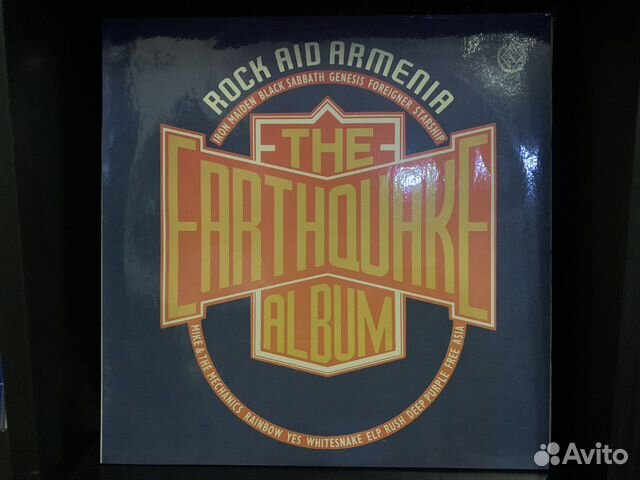 ROCK AID ARMENIA
IRON MAIDEN BLACK SABBATH GENESIS FOREIGNER STARSHIP
THE
EARTHQUAKE
ALBUM
MIKE & THE MECHANICS RAINBOW YES WHITESNAKE ELP RUSH DEEP PURPLE FREE ASIA
Avito